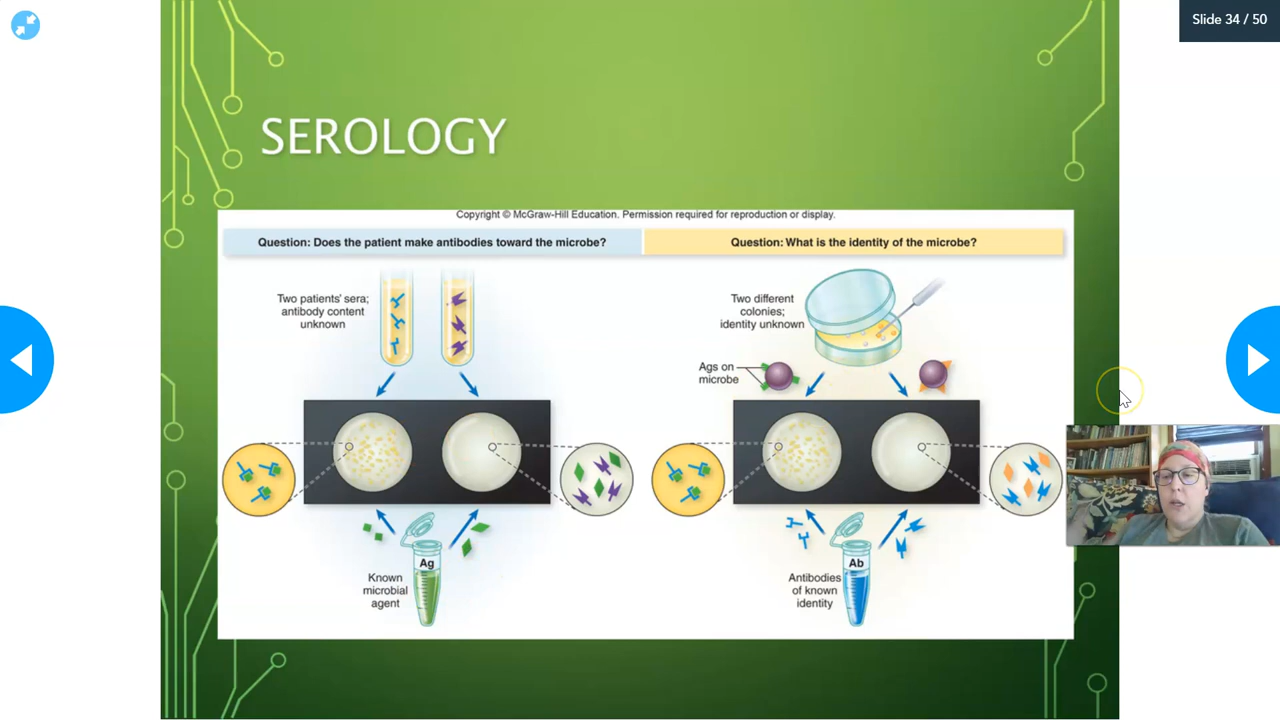 Slide 34 / 50
SEROLOGY
Copyright © McGraw-Hill Education. Permission required for reproduction or display.
Question: Does the patient make antibodies toward the microbe?
Question: What is the identity of the microbe?
Two patients' sera;
antibody content
unknown
Two different
colonies;
identity unknown
Ags on
microbe
Ag
Known
microbial
agent
Ab
Antibodies
of known
identity